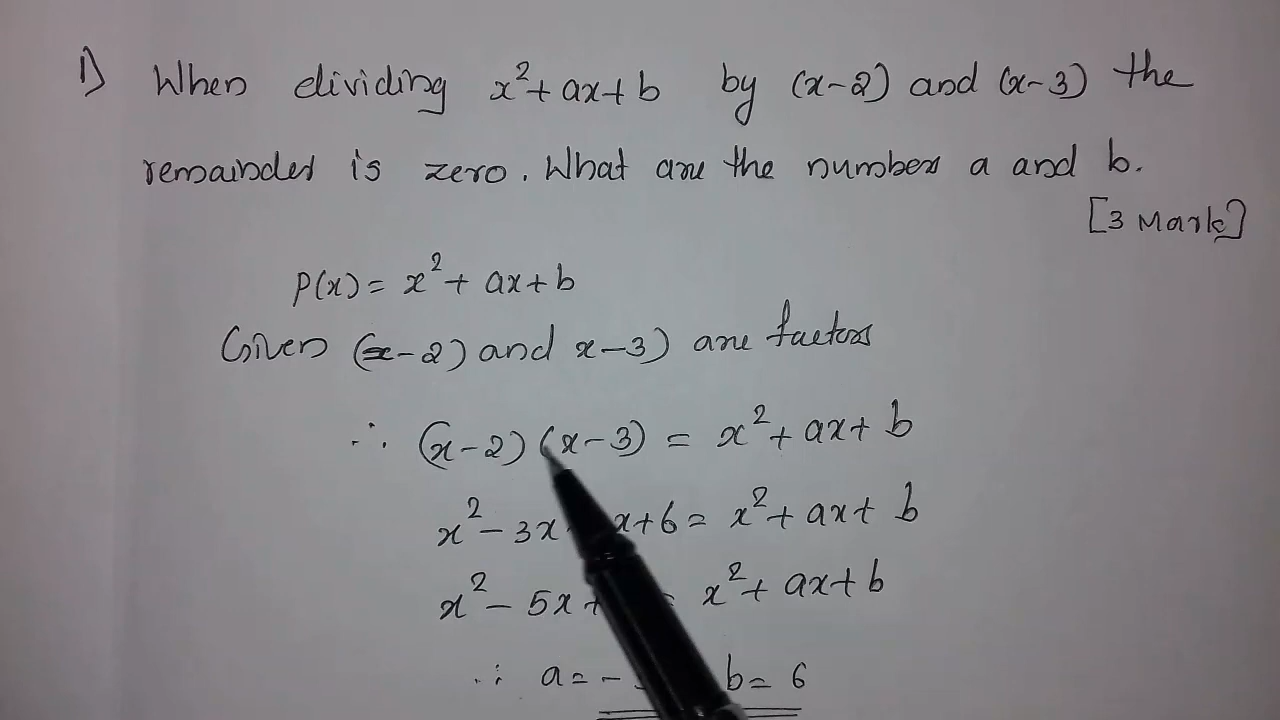 1) When dividing x²+ ax+ b by (x-2) and (x-3) the
remainder is zero. What are the numbers a and b.
[3 Mark]
P(x) = x² + ax+b
Given (x-2) and x-3) are factors
∴ (x-2) (x-3) = x² + ax+ b
x² - 3x x+6 = x² + ax+ b
x² - 5x + = x² + ax+b
∴ a = - b = 6